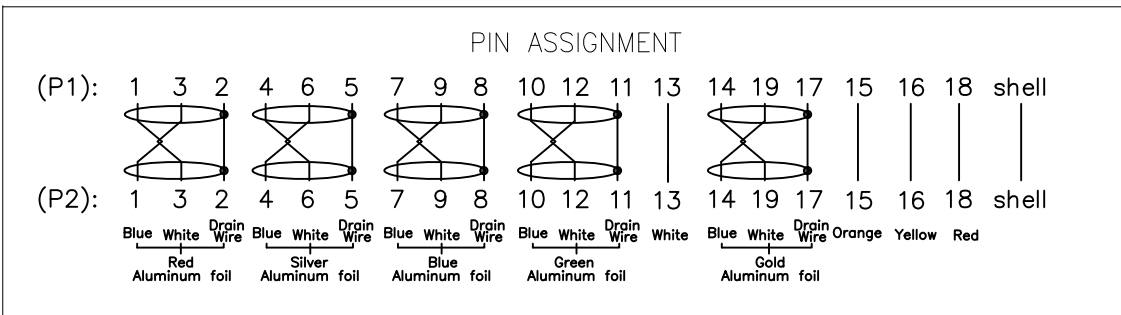 PIN ASSIGNMENT
(P1): 1 3 2 4 6 5 7 9 8 10 12 11 13 14 19 17 15 16 18 shell
(P2): 1 3 2 4 6 5 7 9 8 10 12 11 13 14 19 17 15 16 18 shell
Blue White Drain Wire Blue White Drain Wire Blue White Drain Wire Blue White Drain Wire White Blue White Drain Wire Orange Yellow Red
Red Silver Blue Green Gold
Aluminum foil Aluminum foil Aluminum foil Aluminum foil Aluminum foil